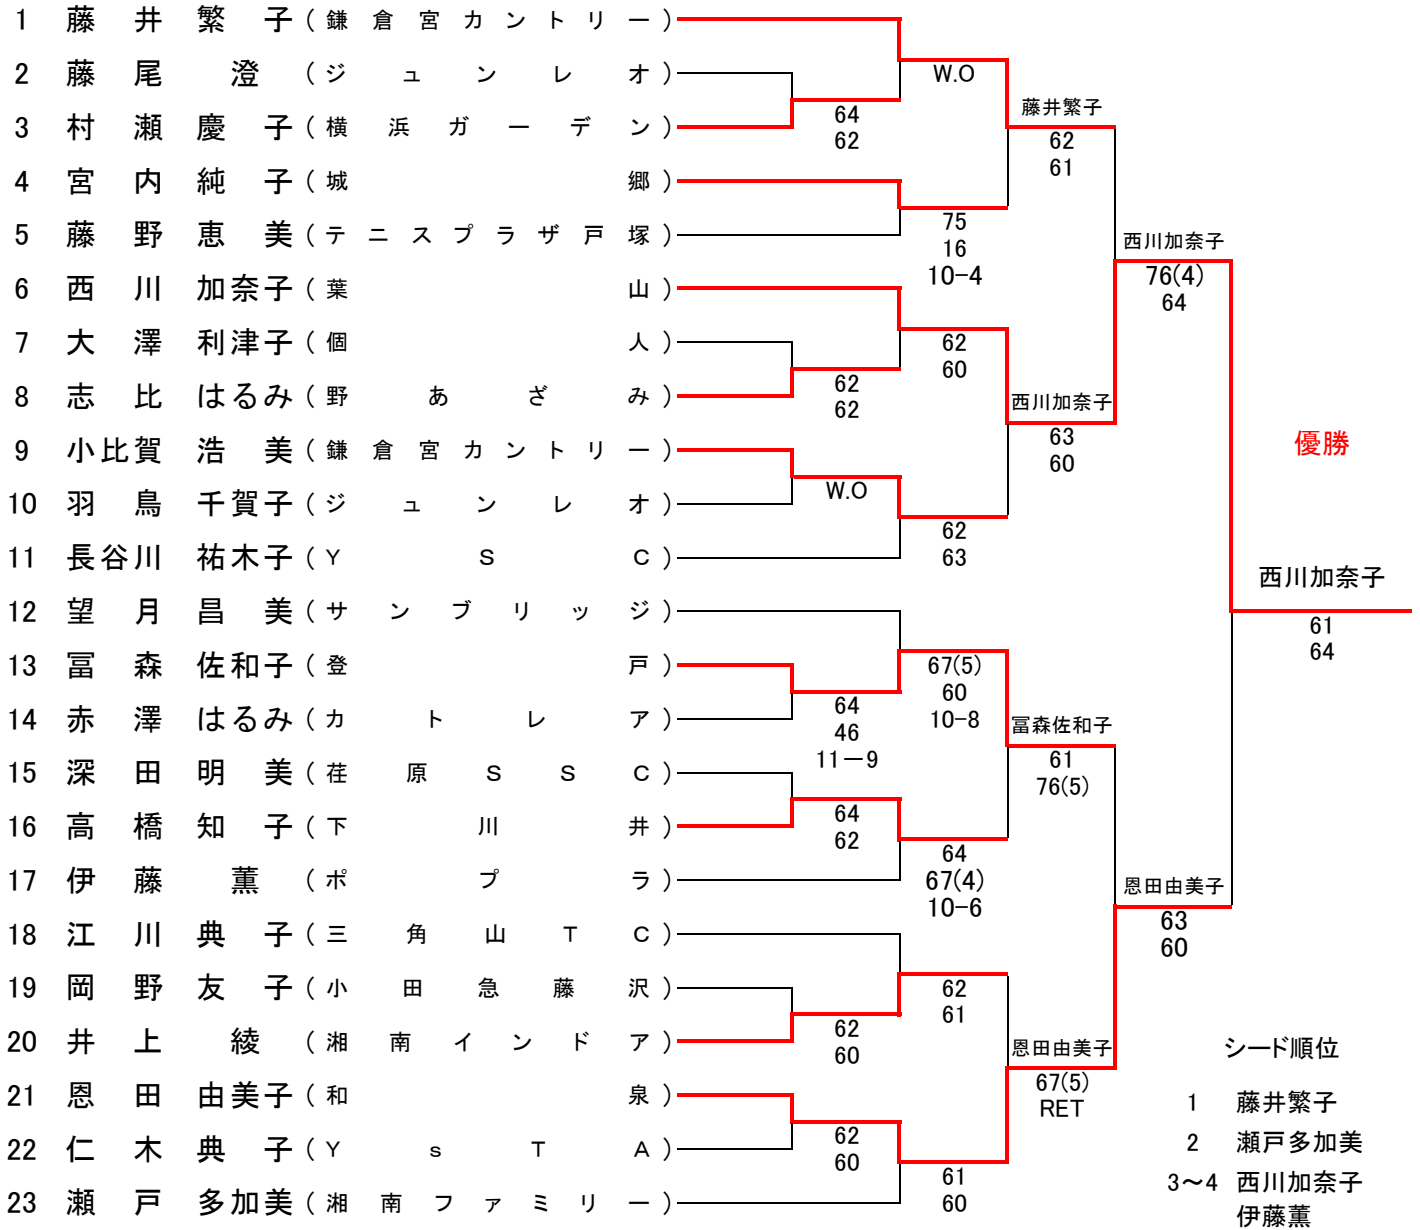 1 藤井繁子(鎌倉宮カントリー)
2 藤尾 澄(ジュンレオ)
W.O
藤井繁子
64
62
3 村瀬慶子(横浜ガーデン)
62
61
4 宮内純子(城郷)
75
16
10-4
5 藤野恵美(テニスプラザ戸塚)
西川加奈子
76(4)
64
6 西川加奈子(葉山)
7 大澤利津子(個人)
62
60
62
62
8 志比はるみ(野あざみ)
西川加奈子
63
60
9 小比賀浩美(鎌倉宮カントリー)
優勝
W.O
10 羽鳥千賀子(ジュンレオ)
62
63
11 長谷川祐木子(YSC)
西川加奈子
61
64
12 望月昌美(サンブリッジ)
13 冨森佐和子(登戸)
67(5)
60
10-8
64
46
11－9
14 赤澤はるみ(カトレア)
冨森佐和子
61
76(5)
15 深田明美(荏原SSC)
64
62
16 高橋知子(下川井)
64
67(4)
10-6
17 伊藤 薫(ポプラ)
恩田由美子
63
60
18 江川典子(三角山TC)
19 岡野友子(小田急藤沢)
62
61
62
60
20 井上 綾(湘南インドア)
恩田由美子
67(5)
RET
21 恩田由美子(和泉)
62
60
22 仁木典子(YsTA)
61
60
23 瀬戸多加美(湘南ファミリー)
シード順位
1 藤井繁子
2 瀬戸多加美
3～4 西川加奈子
伊藤薫